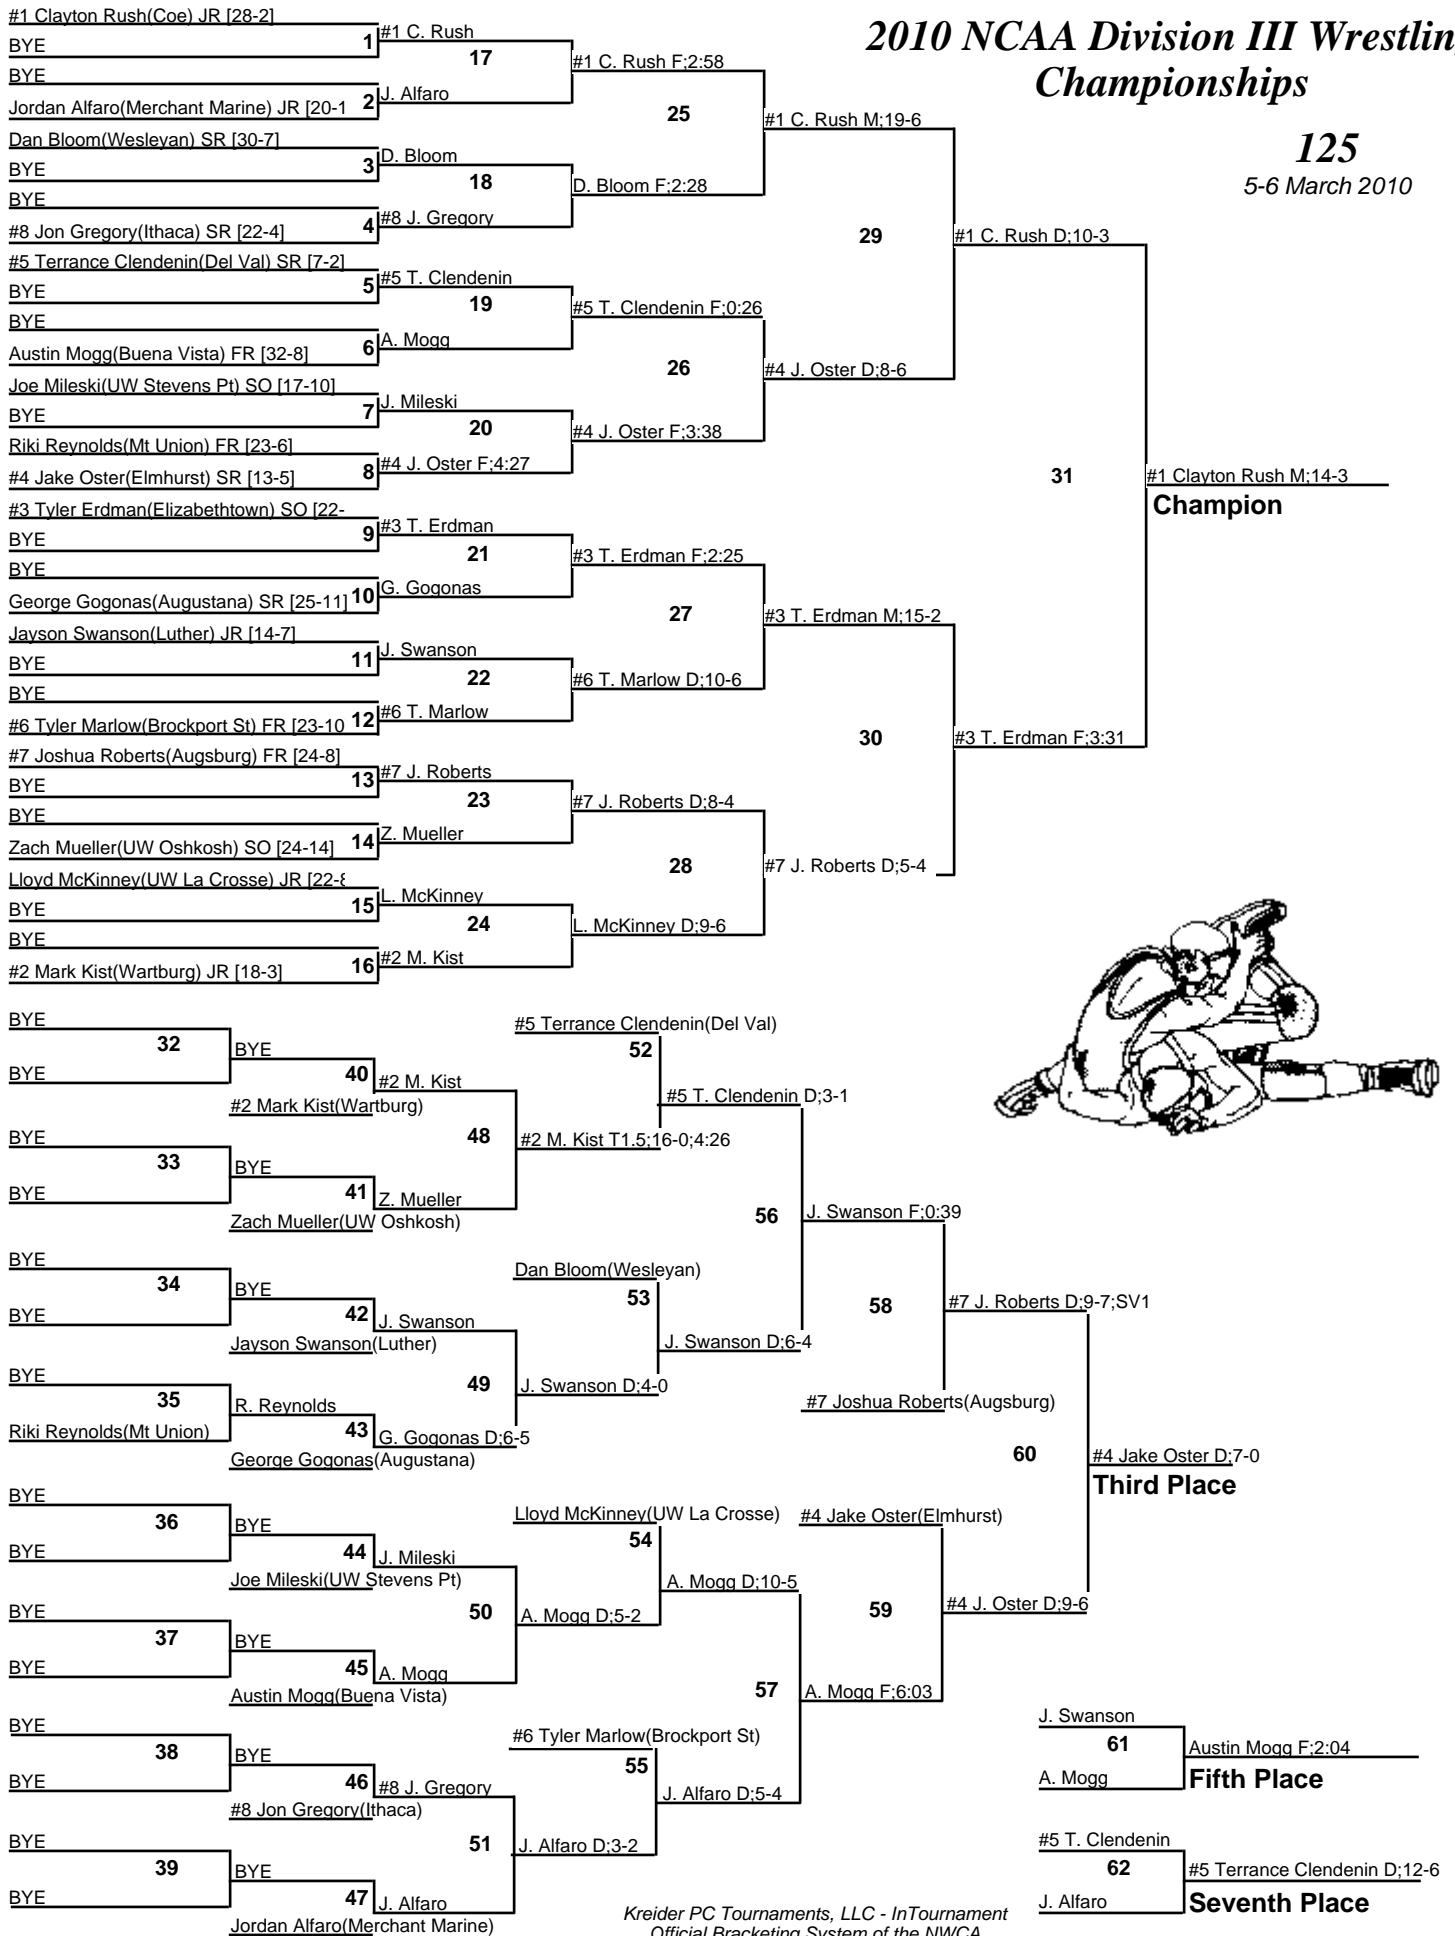 2010 NCAA Division III Wrestlin
Championships
125
5-6 March 2010
#1 Clayton Rush(Coe) JR [28-2]
BYE
1
BYE
Jordan Alfaro(Merchant Marine) JR [20-1
2
Dan Bloom(Wesleyan) SR [30-7]
BYE
3
BYE
#8 Jon Gregory(Ithaca) SR [22-4]
4
#5 Terrance Clendenin(Del Val) SR [7-2]
BYE
5
BYE
Austin Mogg(Buena Vista) FR [32-8]
6
Joe Mileski(UW Stevens Pt) SO [17-10]
BYE
7
Riki Reynolds(Mt Union) FR [23-6]
#4 Jake Oster(Elmhurst) SR [13-5]
8
#3 Tyler Erdman(Elizabethtown) SO [22-
BYE
9
BYE
George Gogonas(Augustana) SR [25-11]
10
Jayson Swanson(Luther) JR [14-7]
BYE
11
BYE
#6 Tyler Marlow(Brockport St) FR [23-10
12
#7 Joshua Roberts(Augsburg) FR [24-8]
BYE
13
BYE
Zach Mueller(UW Oshkosh) SO [24-14]
14
Lloyd McKinney(UW La Crosse) JR [22-8
BYE
15
BYE
#2 Mark Kist(Wartburg) JR [18-3]
16
#1 C. Rush
17
J. Alfaro
D. Bloom
18
#8 J. Gregory
#5 T. Clendenin
19
A. Mogg
J. Mileski
20
#4 J. Oster F;4:27
#3 T. Erdman
21
G. Gogonas
J. Swanson
22
#6 T. Marlow
#7 J. Roberts
23
Z. Mueller
L. McKinney
24
#2 M. Kist
#1 C. Rush F;2:58
25
D. Bloom F;2:28
#5 T. Clendenin F;0:26
26
#4 J. Oster F;3:38
#3 T. Erdman F;2:25
27
#6 T. Marlow D;10-6
#7 J. Roberts D;8-4
28
L. McKinney D;9-6
#1 C. Rush M;19-6
29
#4 J. Oster D;8-6
#3 T. Erdman M;15-2
30
#7 J. Roberts D;5-4
#1 C. Rush D;10-3
31
#3 T. Erdman F;3:31
#1 Clayton Rush M;14-3
Champion
BYE
32
BYE
BYE
33
BYE
BYE
34
BYE
BYE
35
Riki Reynolds(Mt Union)
BYE
36
BYE
BYE
37
BYE
BYE
38
BYE
BYE
39
BYE
BYE
40
#2 Mark Kist(Wartburg)
BYE
41
Zach Mueller(UW Oshkosh)
BYE
42
Jayson Swanson(Luther)
R. Reynolds
43
George Gogonas(Augustana)
BYE
44
Joe Mileski(UW Stevens Pt)
BYE
45
Austin Mogg(Buena Vista)
BYE
46
#8 Jon Gregory(Ithaca)
BYE
47
Jordan Alfaro(Merchant Marine)
#2 M. Kist
48
Z. Mueller
J. Swanson
49
G. Gogonas D;6-5
J. Mileski
50
A. Mogg
#8 J. Gregory
51
J. Alfaro
#5 Terrance Clendenin(Del Val)
52
#2 M. Kist T1.5;16-0;4:26
Dan Bloom(Wesleyan)
53
J. Swanson D;4-0
Lloyd McKinney(UW La Crosse)
54
A. Mogg D;5-2
#6 Tyler Marlow(Brockport St)
55
J. Alfaro D;3-2
#5 T. Clendenin D;3-1
56
J. Swanson D;6-4
A. Mogg D;10-5
57
J. Alfaro D;5-4
J. Swanson F;0:39
58
#7 Joshua Roberts(Augsburg)
#4 Jake Oster(Elmhurst)
59
A. Mogg F;6:03
#7 J. Roberts D;9-7;SV1
60
#4 J. Oster D;9-6
#4 Jake Oster D;7-0
Third Place
J. Swanson
61
A. Mogg
Austin Mogg F;2:04
Fifth Place
#5 T. Clendenin
62
J. Alfaro
#5 Terrance Clendenin D;12-6
Seventh Place
Kreider PC Tournaments, LLC - InTournament
Official Bracketing System of the NWCA